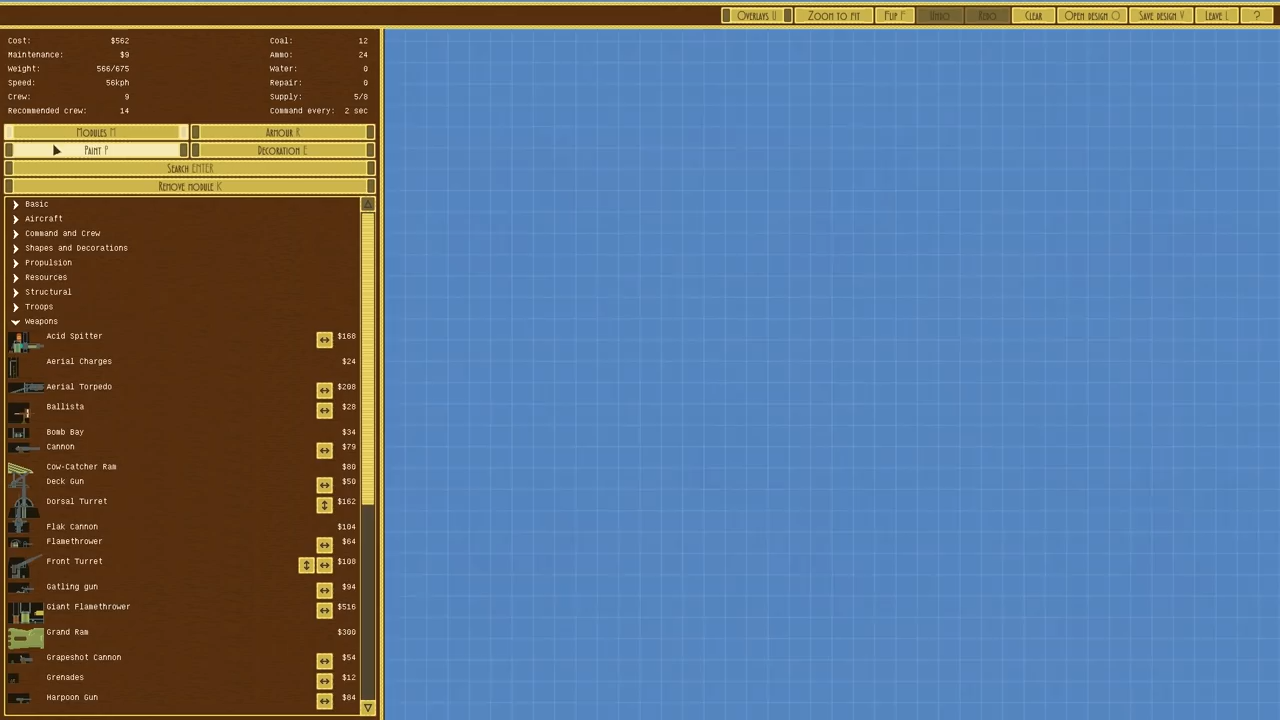 OVERLAYS U ZOOM TO FIT FLIP F UNDO REDO CLEAR OPEN DESIGN O SAVE DESIGN V LEAVE L ?
Cost: $562 Coal: 12
Maintenance: $9 Ammo: 24
Weight: 566/675 Water: 0
Speed: 56kph Repair: 0
Crew: 9 Supply: 5/8
Recommended crew: 14 Command every: 2 sec
MODULES M ARMOUR R
PAINT P DECORATION E
SEARCH ENTER
REMOVE MODULE K
Basic
Aircraft
Command and Crew
Shapes and Decorations
Propulsion
Resources
Structural
Troops
Weapons
Acid Spitter $168
Aerial Charges $24
Aerial Torpedo $208
Ballista $28
Bomb Bay $34
Cannon $79
Cow-Catcher Ram $80
Deck Gun $50
Dorsal Turret $162
Flak Cannon $104
Flamethrower $64
Front Turret $108
Gatling gun $94
Giant Flamethrower $516
Grand Ram $300
Grapeshot Cannon $54
Grenades $12
Harpoon Gun $84